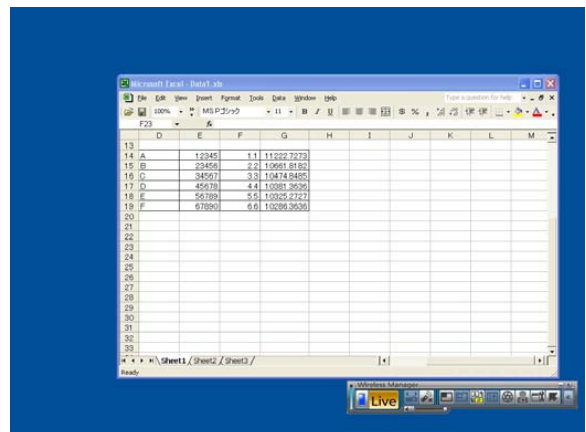 Microsoft Excel - Data1.xls
File Edit View Insert Format Tools Data Window Help Type a question for help
100% MS Pゴシック 11 B I U $ % ,
F23 fx
D E F G H I J K L M
13
14 A 12345 1.1 11222.7273
15 B 23456 2.2 10661.8182
16 C 34567 3.3 10474.8485
17 D 45678 4.4 10381.3636
18 E 56789 5.5 10325.2727
19 F 67890 6.6 10286.3636
20
21
22
23
24
25
26
27
28
29
30
31
32
33
Sheet1 Sheet2 Sheet3
Ready
Wireless Manager
Live